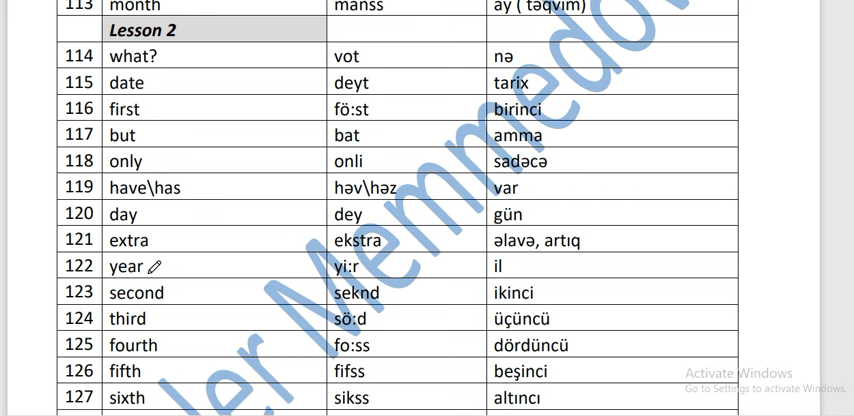 113 month manss ay ( təqvim)
Lesson 2
114 what? vot nə
115 date deyt tarix
116 first fö:st birinci
117 but bat amma
118 only onli sadəcə
119 have\has həv\həz var
120 day dey gün
121 extra ekstra əlavə, artıq
122 year yi:r il
123 second seknd ikinci
124 third sö:d üçüncü
125 fourth fo:ss dördüncü
126 fifth fifss beşinci
127 sixth sikss altıncı
Memmedov
Activate Windows
Go to Settings to activate Windows.